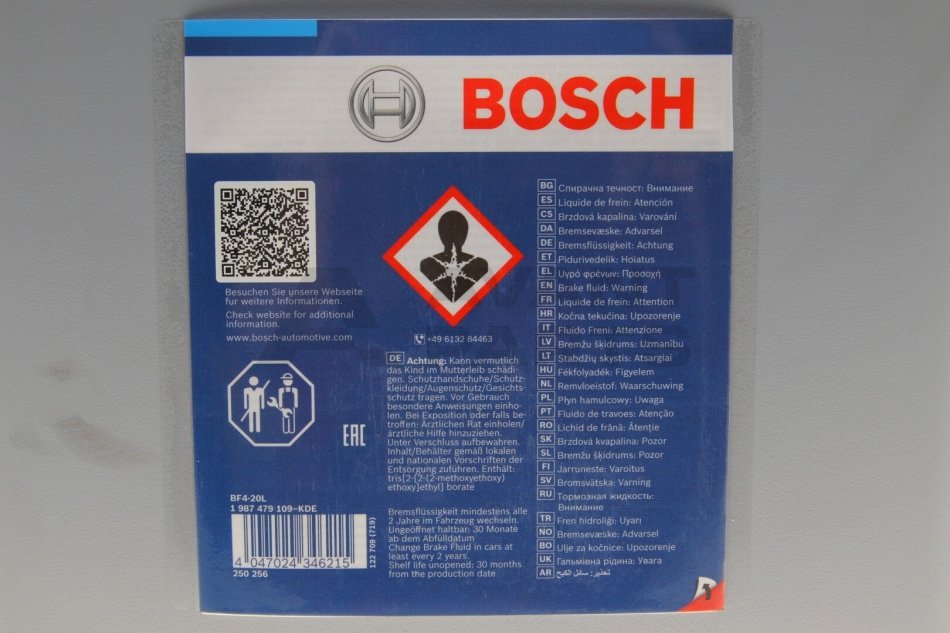 BOSCH
Besuchen Sie unsere Webseite
fur weitere Informationen.
Check website for additional
information.
www.bosch-automotive.com
EAC
BF4-20L
1 987 479 109-KDE
4 047024 346215
250 256
122 709 (719)
+49 6132 84463
DE Achtung: Kann vermutlich
das Kind im Mutterleib schädi-
gen. Schutzhandschuhe/Schutz-
kleidung/Augenschutz/Gesichts-
schutz tragen. Vor Gebrauch
besondere Anweisungen einho-
len. Bei Exposition oder falls be-
troffen: Ärztlichen Rat einholen/
ärztliche Hilfe hinzuziehen.
Unter Verschluss aufbewahren.
Inhalt/Behälter gemäß lokalen
und nationalen Vorschriften der
Entsorgung zuführen. Enthält:
tris[2-[2-(2-methoxyethoxy)
ethoxy]ethyl] borate
Bremsflüssigkeit mindestens alle
2 Jahre im Fahrzeug wechseln.
Ungeöffnet haltbar: 30 Monate
ab dem Abfülldatum
Change Brake Fluid in cars at
least every 2 years.
Shelf life unopened: 30 months
from the production date
BG Спирачна течност: Внимание
ES Liquide de frein: Atención
CS Brzdová kapalina: Varování
DA Bremsevæske: Advarsel
DE Bremsflüssigkeit: Achtung
ET Pidurivedelik: Hoiatus
EL Υγρό φρένων: Προσοχή
EN Brake fluid: Warning
FR Liquide de frein: Attention
HR Kočna tekućina: Upozorenje
IT Fluido Freni: Attenzione
LV Bremžu šķidrums: Uzmanību
LT Stabdžių skystis: Atsargiai
HU Fékfolyadék: Figyelem
NL Remvloeistof: Waarschuwing
PL Płyn hamulcowy: Uwaga
PT Fluido de travoes: Atenção
RO Lichid de frână: Atenţie
SK Brzdová kvapalina: Pozor
SL Bremžu šķidrums: Pozor
FI Jarruneste: Varoitus
SV Bromsvätska: Varning
RU Тормозная жидкость:
Внимание
TR Fren hidroliği: Uyarı
NO Bremsevæske: Advarsel
BO Ulje za kočnice: Upozorenje
UK Гальмівна рідина: Увага
AR تحذير: سائل الكبح